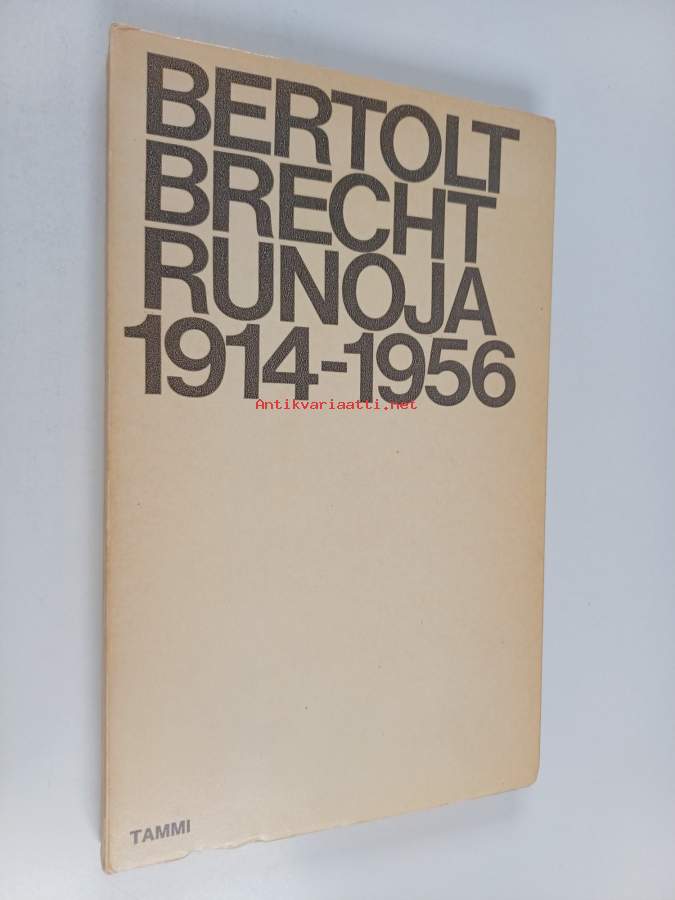 BERTOLT
BRECHT
RUNOJA
1914-1956
Antikvariaatti.net
TAMMI